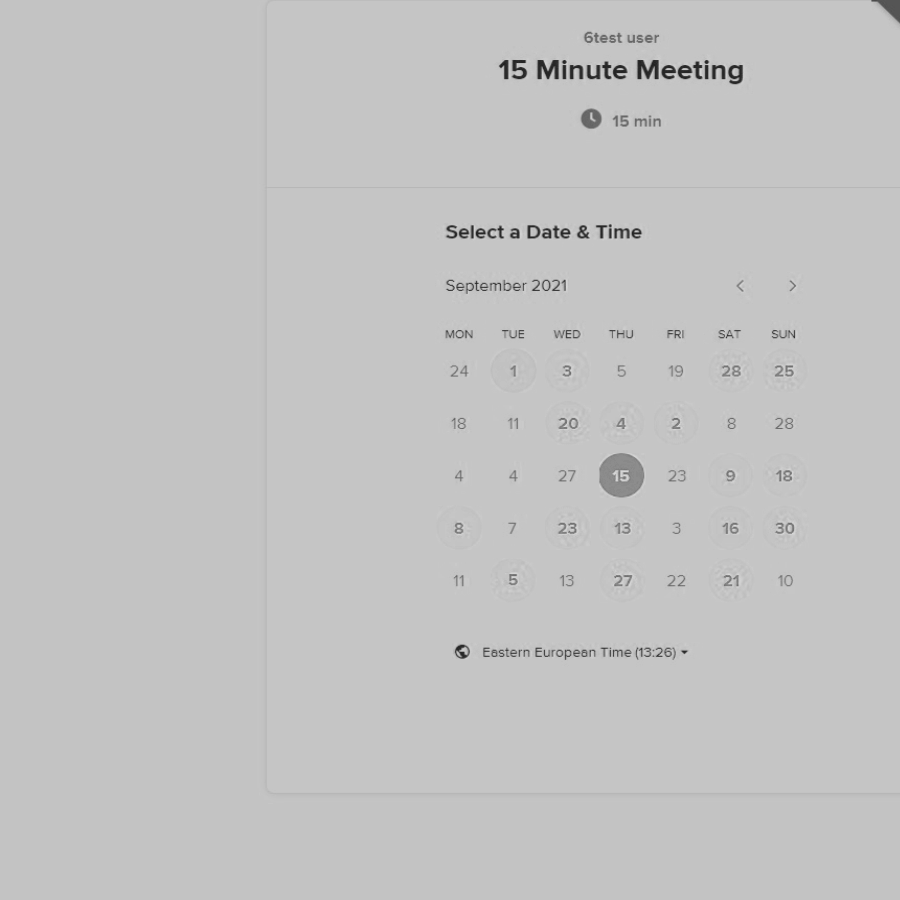 6test user
15 Minute Meeting
15 min
Select a Date & Time
September 2021
MON TUE WED THU FRI SAT SUN
24 1 3 5 19 28 25
18 11 20 4 2 8 28
4 4 27 15 23 9 18
8 7 23 13 3 16 30
11 5 13 27 22 21 10
Eastern European Time (13:26)